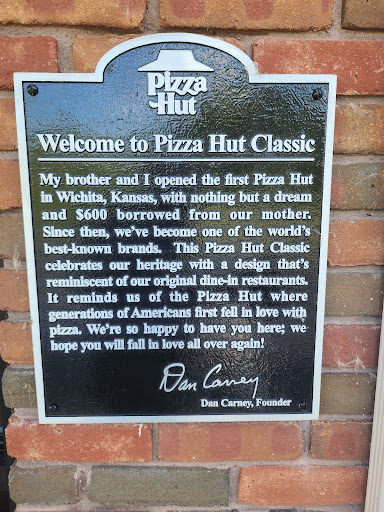 Pizza
Hut
Welcome to Pizza Hut Classic
My brother and I opened the first Pizza Hut
in Wichita, Kansas, with nothing but a dream
and $600 borrowed from our mother.
Since then, we've become one of the world's
best-known brands. This Pizza Hut Classic
celebrates our heritage with a design that's
reminiscent of our original dine-in restaurants.
It reminds us of the Pizza Hut where
generations of Americans first fell in love with
pizza. We're so happy to have you here; we
hope you will fall in love all over again!
Dan Carney
Dan Carney, Founder